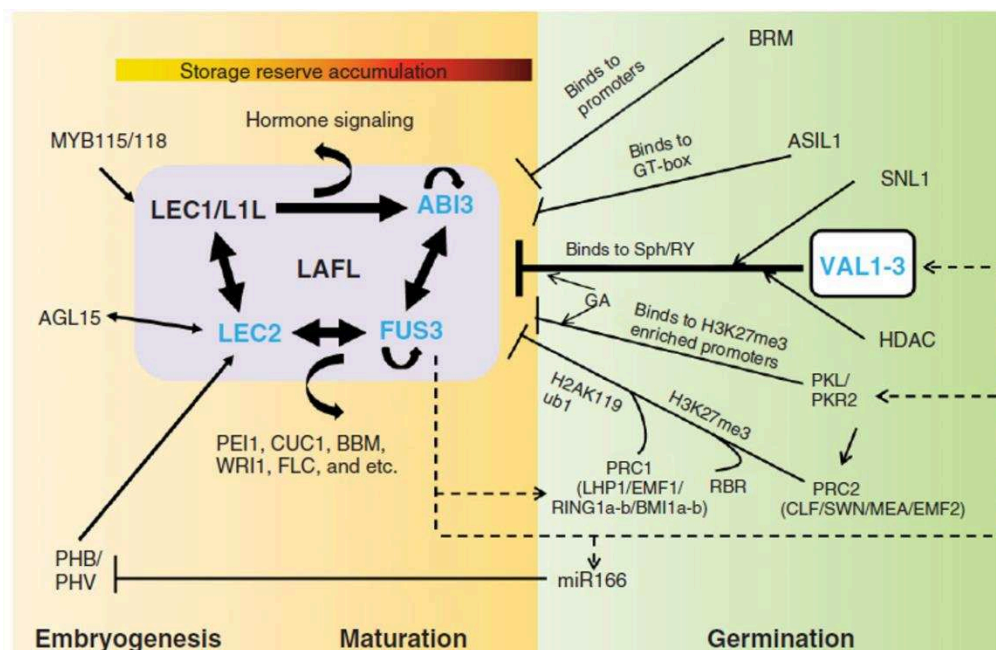 BRM
Storage reserve accumulation
Binds to
promoters
Hormone signaling
MYB115/118
Binds to
GT-box
ASIL1
SNL1
LEC1/L1L
ABI3
LAFL
Binds to Sph/RY
VAL1-3
GA
AGL15
LEC2
FUS3
Binds to H3K27me3
enriched promoters
HDAC
PKL/
PKR2
H2AK119
ub1
H3K27me3
PEI1, CUC1, BBM,
WRI1, FLC, and etc.
PRC1
(LHP1/EMF1/
RING1a-b/BMI1a-b)
RBR
PRC2
(CLF/SWN/MEA/EMF2)
PHB/
PHV
miR166
Embryogenesis
Maturation
Germination